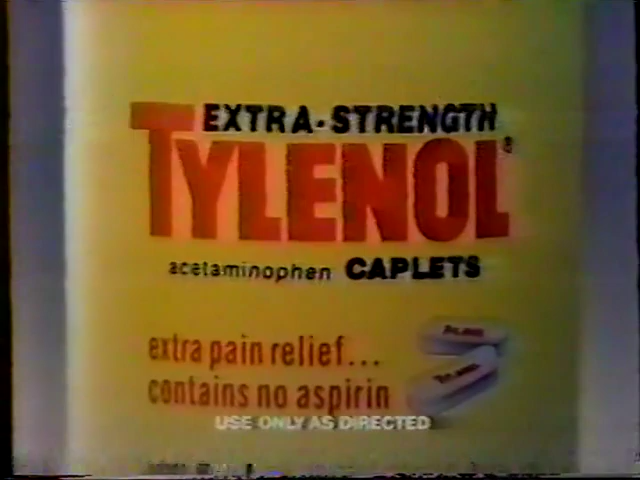 EXTRA-STRENGTH
TYLENOL®
acetaminophen CAPLETS
extra pain relief...
contains no aspirin
USE ONLY AS DIRECTED